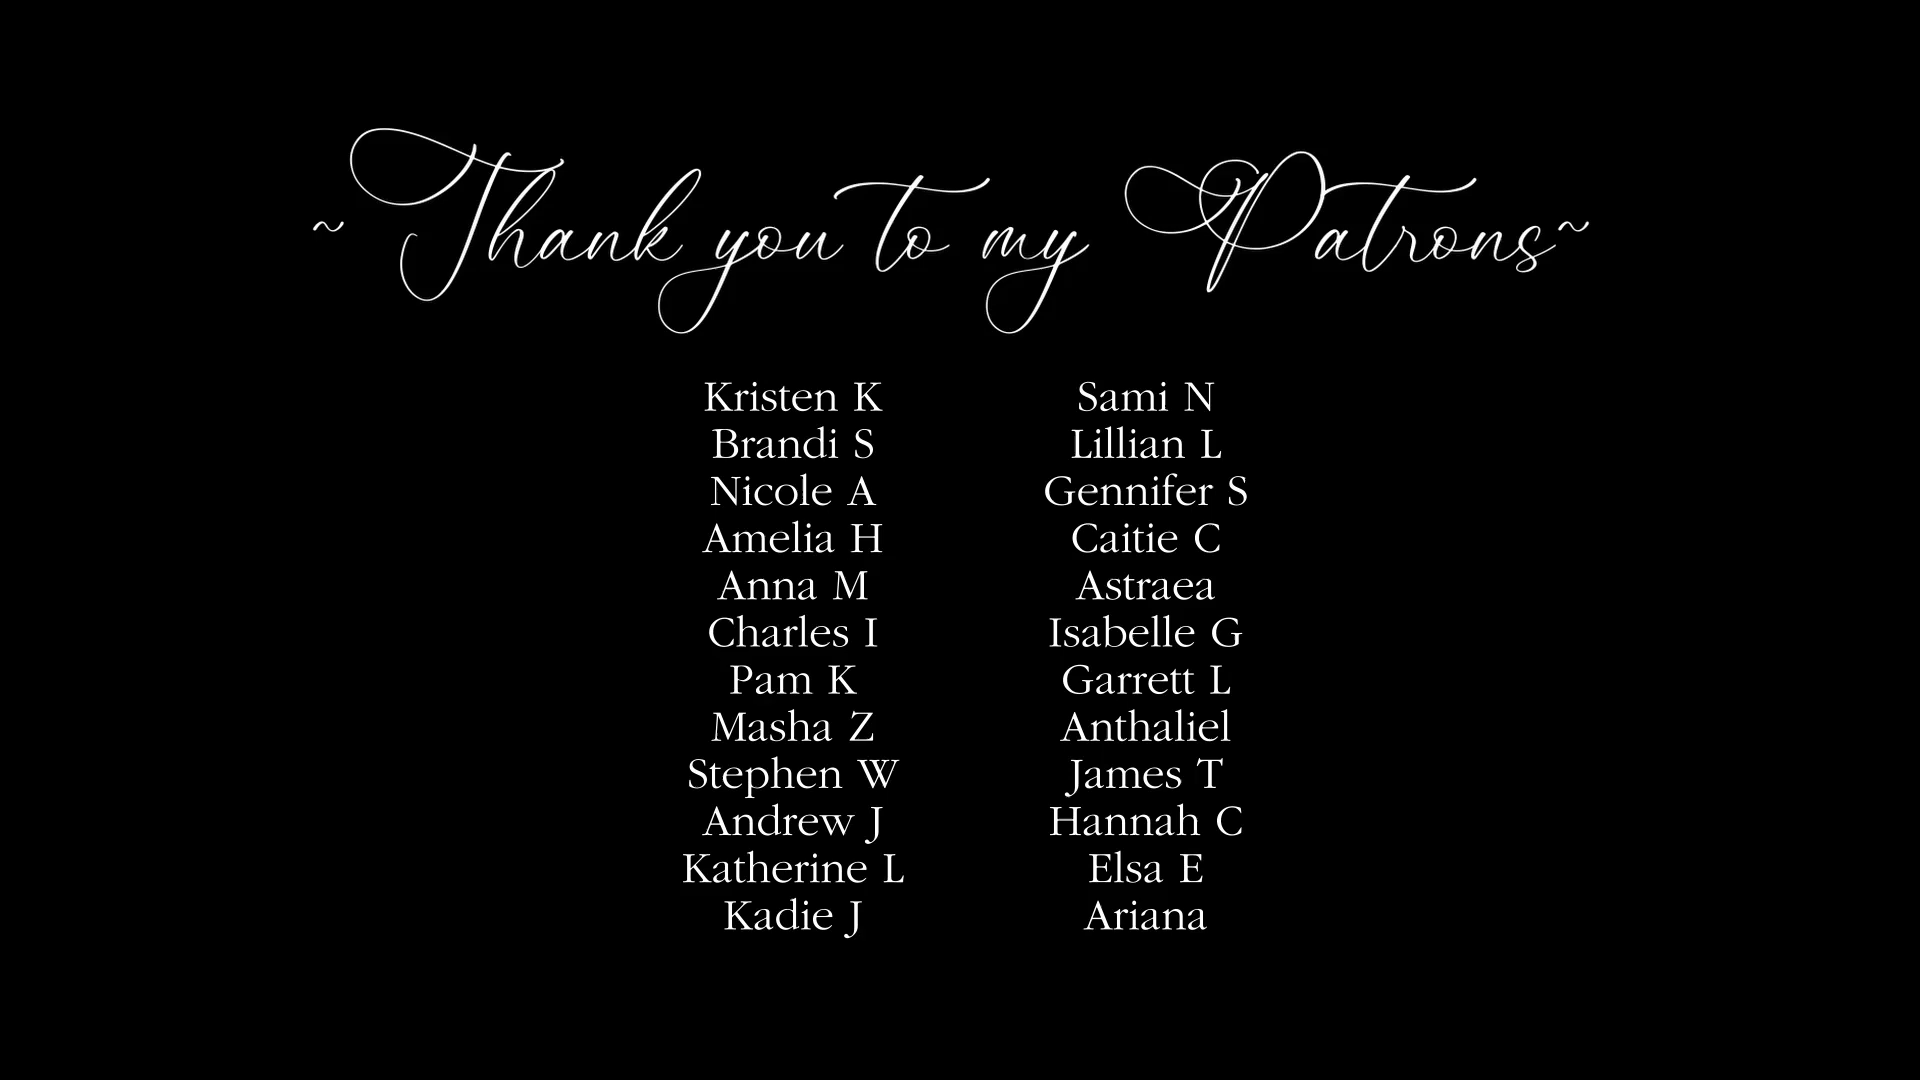 ~Thank you to my Patrons~
Kristen K
Brandi S
Nicole A
Amelia H
Anna M
Charles I
Pam K
Masha Z
Stephen W
Andrew J
Katherine L
Kadie J
Sami N
Lillian L
Gennifer S
Caitie C
Astraea
Isabelle G
Garrett L
Anthaliel
James T
Hannah C
Elsa E
Ariana